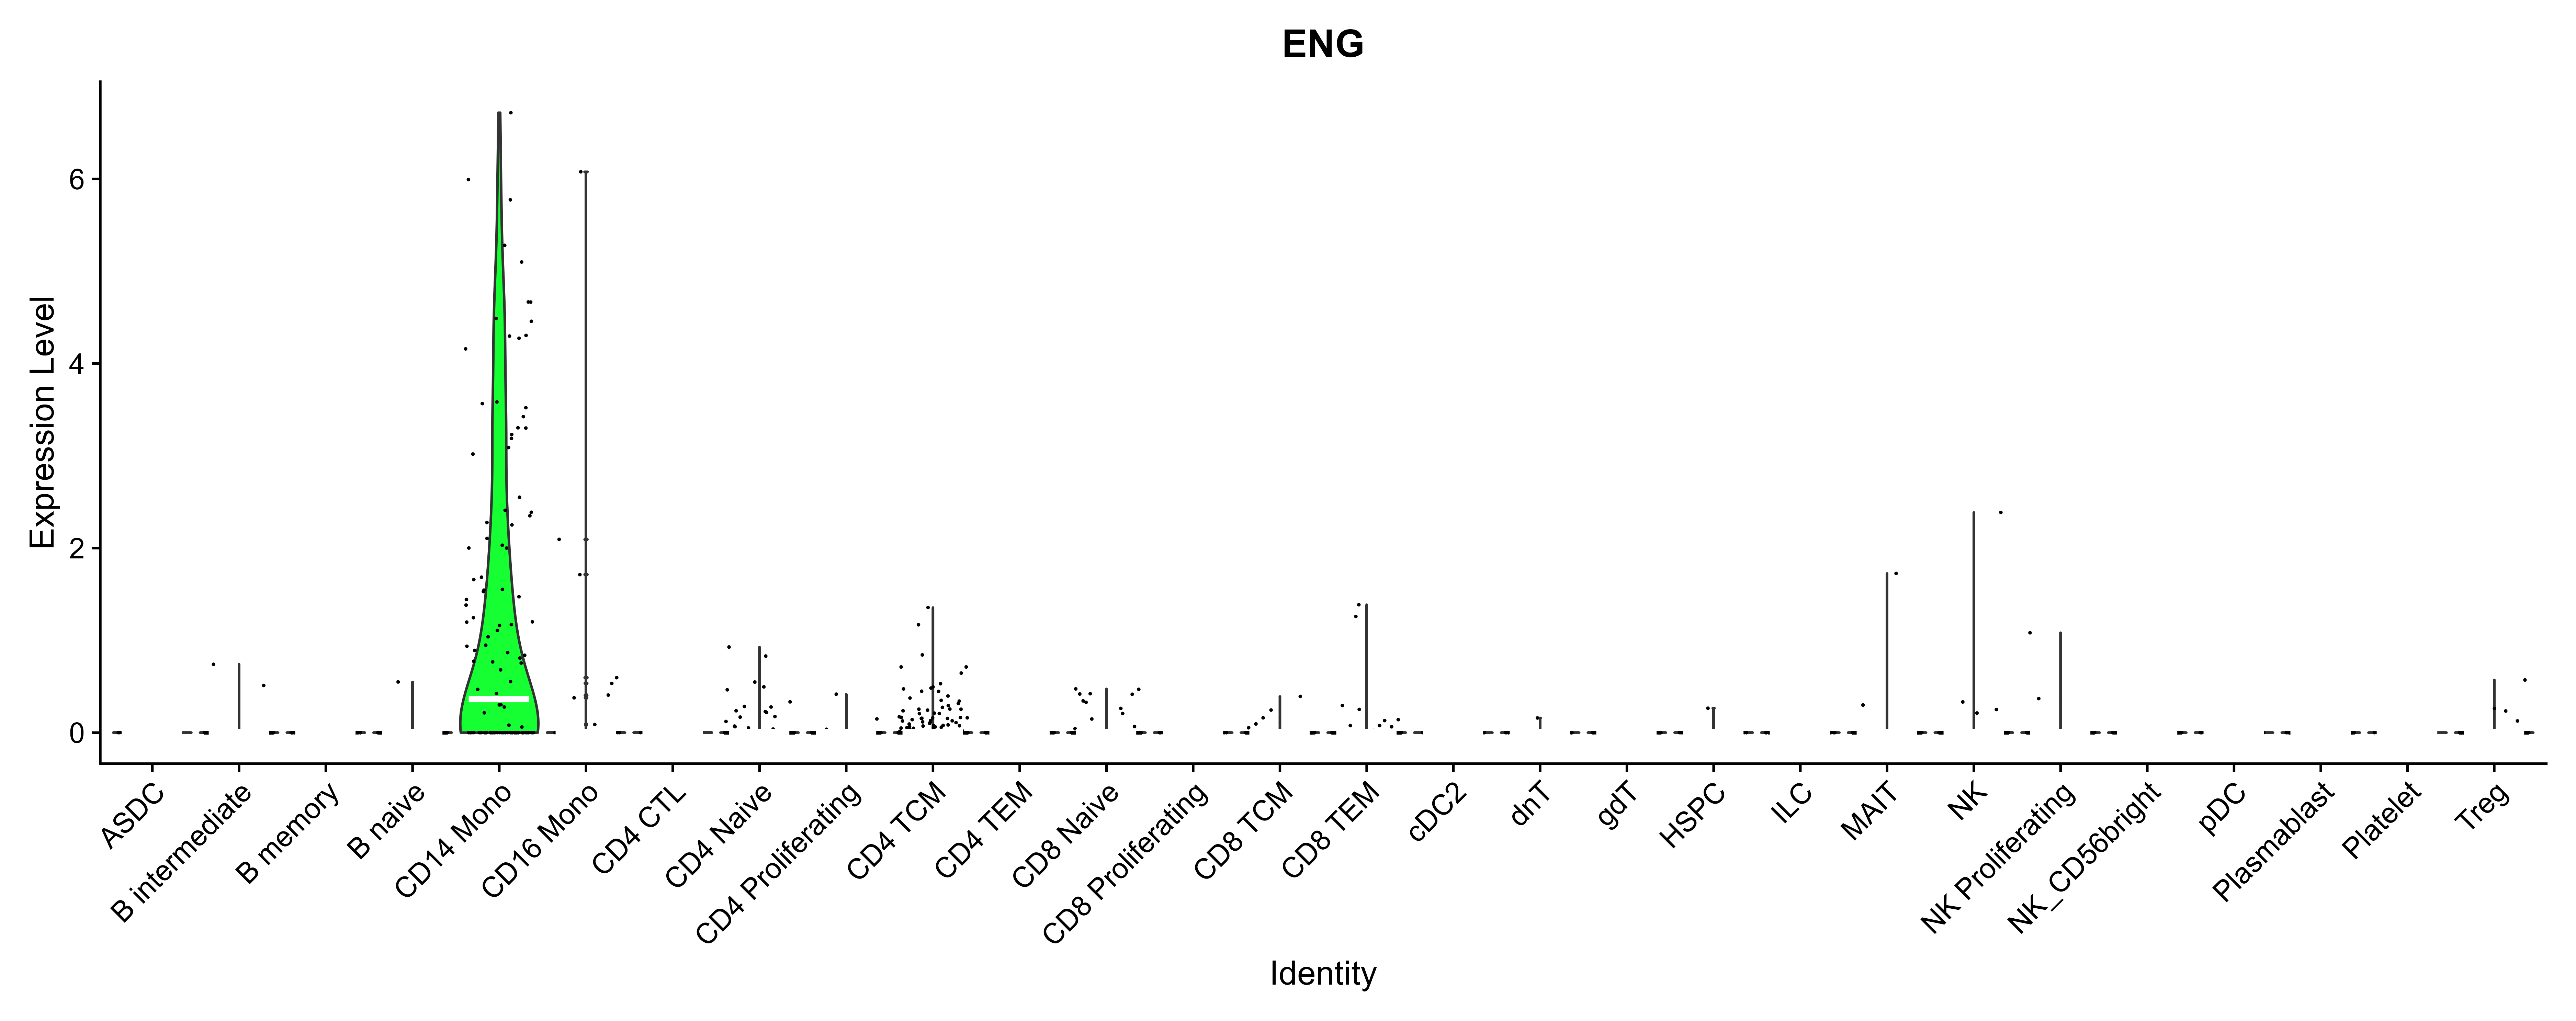 ENG
Expression Level
6
4
2
0
ASDC
B intermediate
B memory
B naive
CD14 Mono
CD16 Mono
CD4 CTL
CD4 Naive
CD4 Proliferating
CD4 TCM
CD4 TEM
CD8 Naive
CD8 Proliferating
CD8 TCM
CD8 TEM
cDC2
dnT
gdT
HSPC
ILC
MAIT
NK
NK Proliferating
NK_CD56bright
pDC
Plasmablast
Platelet
Treg
Identity